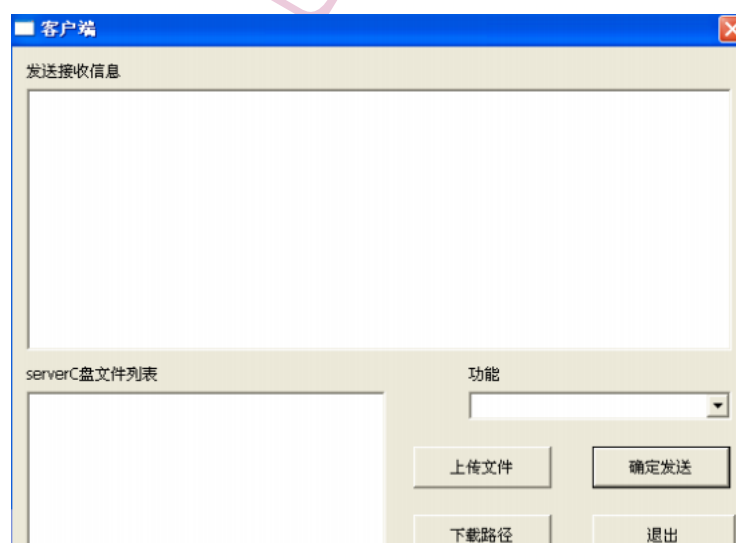 客户端
发送接收信息
serverC盘文件列表
功能
上传文件
确定发送
下载路径
退出